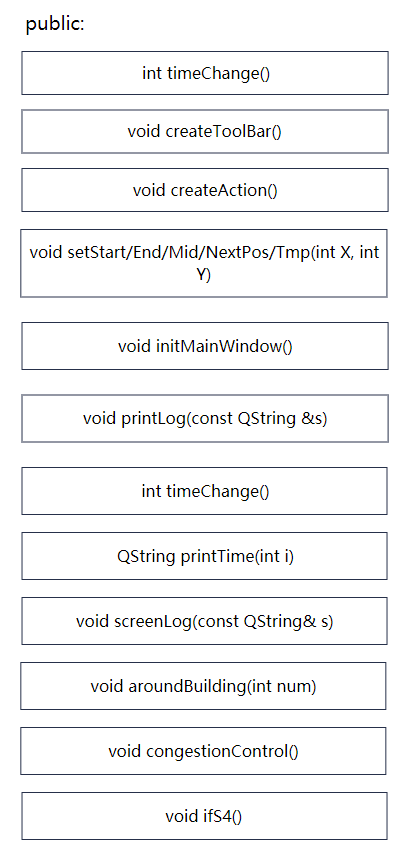 public:
int timeChange()
void createToolBar()
void createAction()
void setStart/End/Mid/NextPos/Tmp(int X, int
Y)
void initMainWindow()
void printLog(const QString &s)
int timeChange()
QString printTime(int i)
void screenLog(const QString& s)
void aroundBuilding(int num)
void congestionControl()
void ifS4()